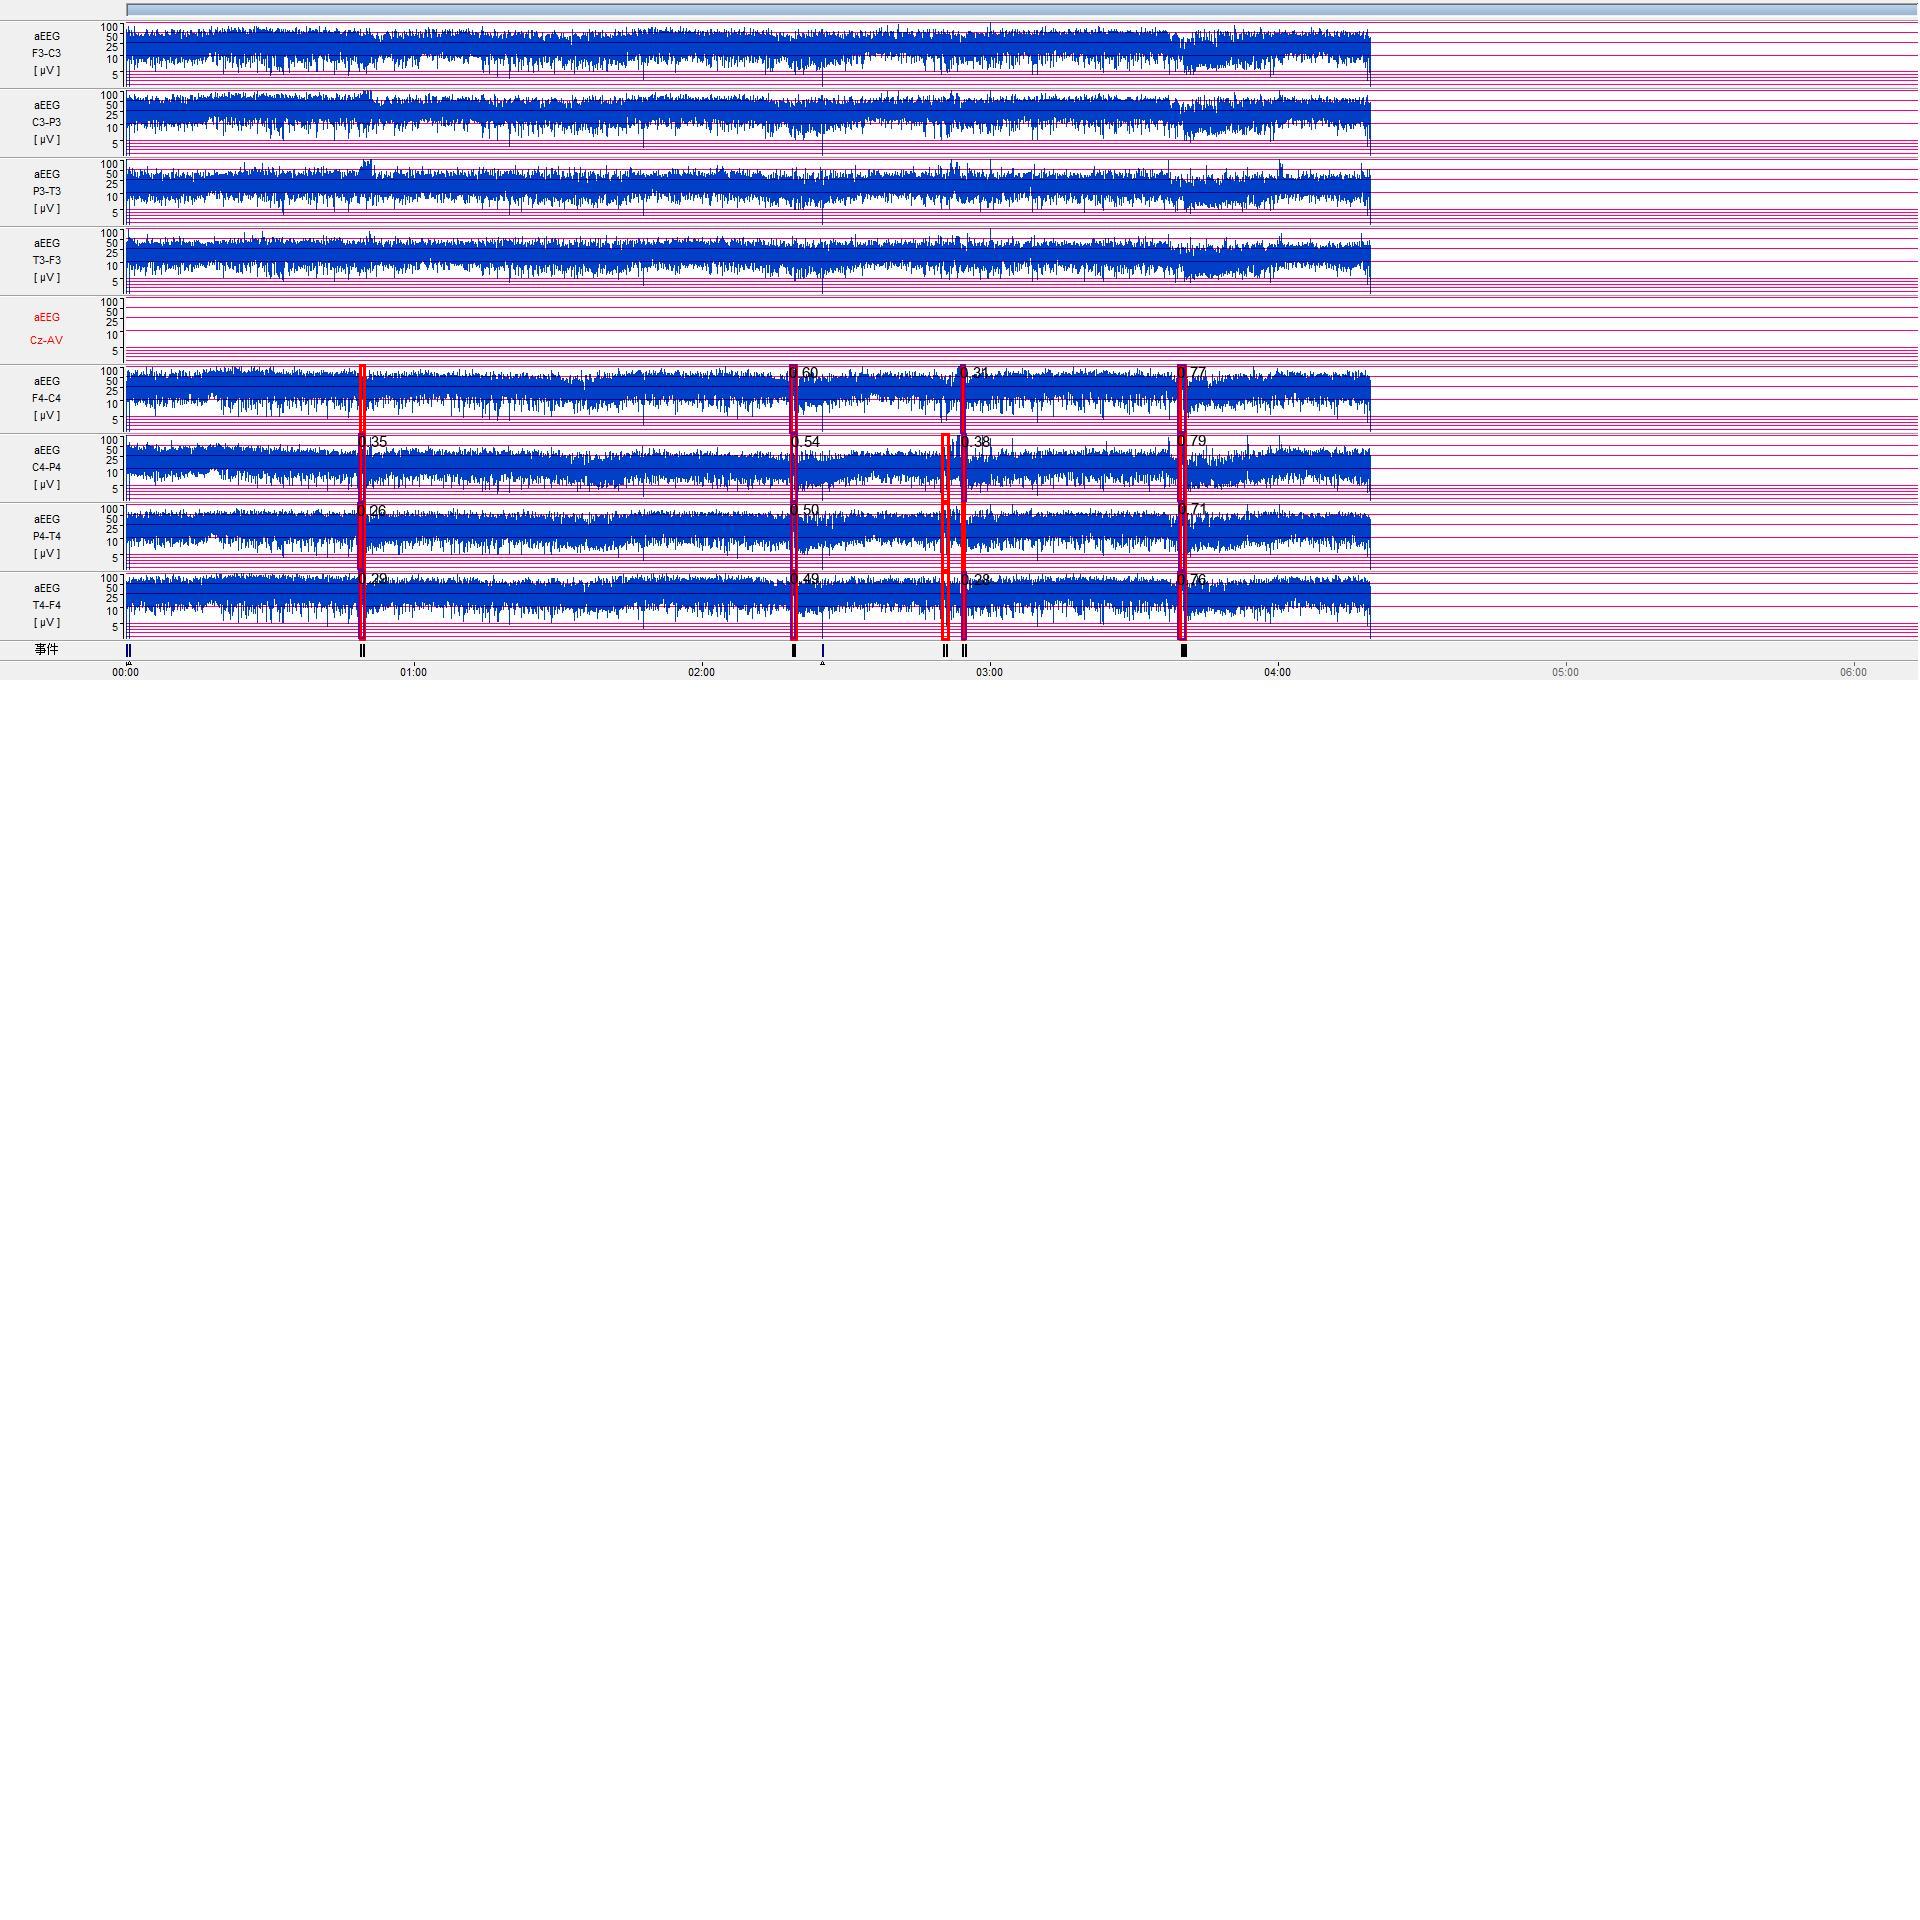 100
50
25
10
5
aEEG
F3-C3
[ µV ]
100
50
25
10
5
aEEG
C3-P3
[ µV ]
100
50
25
10
5
aEEG
P3-T3
[ µV ]
100
50
25
10
5
aEEG
T3-F3
[ µV ]
100
50
25
10
5
aEEG
Cz-AV
100
50
25
10
5
aEEG
F4-C4
[ µV ]
0.60 0.31 0.77
100
50
25
10
5
aEEG
C4-P4
[ µV ]
0.35 0.54 0.38 0.79
100
50
25
10
5
aEEG
P4-T4
[ µV ]
0.26 0.50 0.71
100
50
25
10
5
aEEG
T4-F4
[ µV ]
0.29 0.49 0.28 0.76
事件
00:00 01:00 02:00 03:00 04:00 05:00 06:00